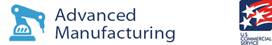 Advanced
Manufacturing
U.S.
COMMERCIAL
SERVICE